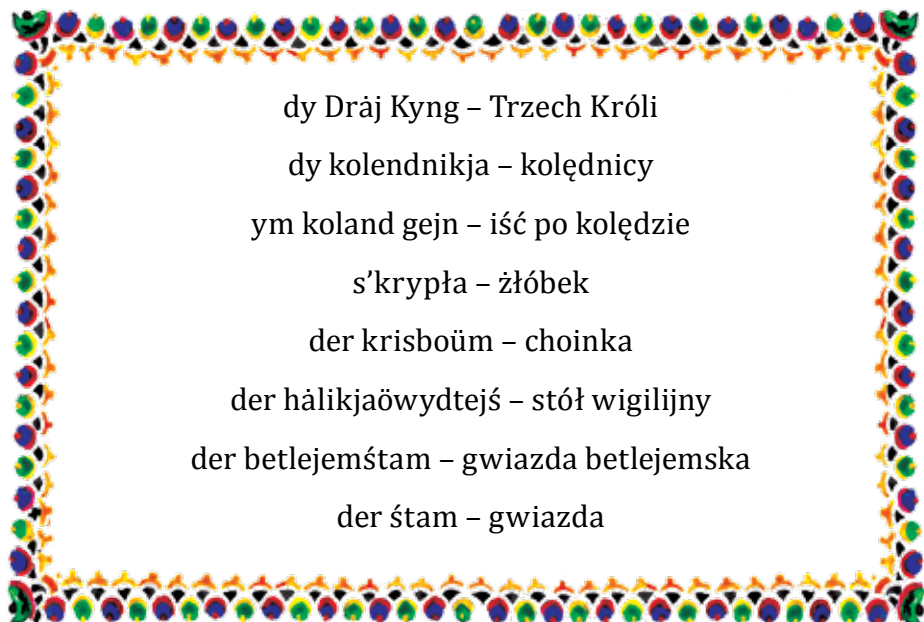 dy Drȧj Kyng – Trzech Króli
dy kolendnikja – kolędnicy
ym koland gejn – iść po kolędzie
s’krypła – żłóbek
der krisboüm – choinka
der hȧlikjaöwydtejś – stół wigilijny
der betlejemśtam – gwiazda betlejemska
der śtam – gwiazda